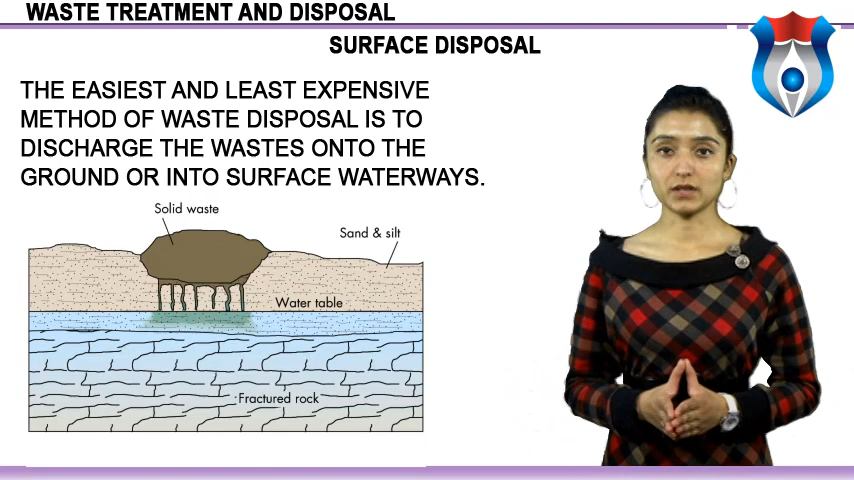 WASTE TREATMENT AND DISPOSAL
SURFACE DISPOSAL
THE EASIEST AND LEAST EXPENSIVE
METHOD OF WASTE DISPOSAL IS TO
DISCHARGE THE WASTES ONTO THE
GROUND OR INTO SURFACE WATERWAYS.
Solid waste
Sand & silt
Water table
Fractured rock